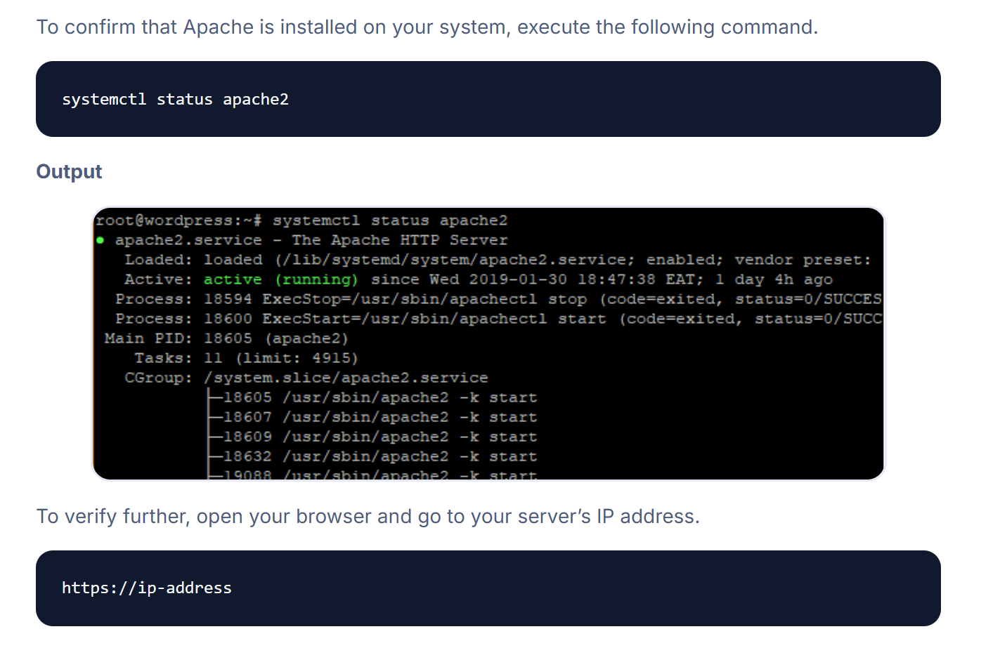 To confirm that Apache is installed on your system, execute the following command.
systemctl status apache2
Output
root@wordpress:~# systemctl status apache2
● apache2.service - The Apache HTTP Server
Loaded: loaded (/lib/systemd/system/apache2.service; enabled; vendor preset:
Active: active (running) since Wed 2019-01-30 18:47:38 EAT; 1 day 4h ago
Process: 18594 ExecStop=/usr/sbin/apachectl stop (code=exited, status=0/SUCCES
Process: 18600 ExecStart=/usr/sbin/apachectl start (code=exited, status=0/SUCC
Main PID: 18605 (apache2)
Tasks: 11 (limit: 4915)
CGroup: /system.slice/apache2.service
├─18605 /usr/sbin/apache2 -k start
├─18607 /usr/sbin/apache2 -k start
├─18609 /usr/sbin/apache2 -k start
├─18632 /usr/sbin/apache2 -k start
├─19088 /usr/sbin/apache2 -k start
To verify further, open your browser and go to your server’s IP address.
https://ip-address